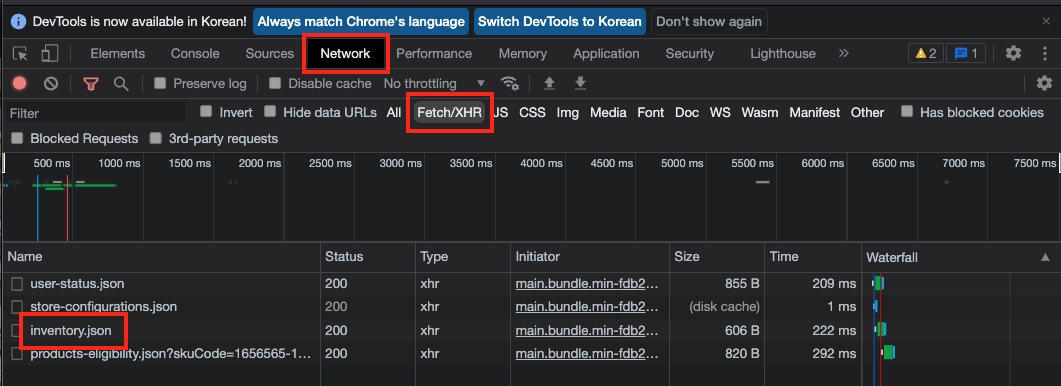 DevTools is now available in Korean! Always match Chrome's language Switch DevTools to Korean Don't show again
Elements Console Sources Network Performance Memory Application Security Lighthouse 2 1
Preserve log Disable cache No throttling
Filter Invert Hide data URLs All Fetch/XHR JS CSS Img Media Font Doc WS Wasm Manifest Other Has blocked cookies
Blocked Requests 3rd-party requests
500 ms 1000 ms 1500 ms 2000 ms 2500 ms 3000 ms 3500 ms 4000 ms 4500 ms 5000 ms 5500 ms 6000 ms 6500 ms 7000 ms 7500 ms
Name Status Type Initiator Size Time Waterfall
user-status.json 200 xhr main.bundle.min-fdb2... 855 B 209 ms
store-configurations.json 200 xhr main.bundle.min-fdb2... (disk cache) 1 ms
inventory.json 200 xhr main.bundle.min-fdb2... 606 B 222 ms
products-eligibility.json?skuCode=1656565-1... 200 xhr main.bundle.min-fdb2... 820 B 292 ms